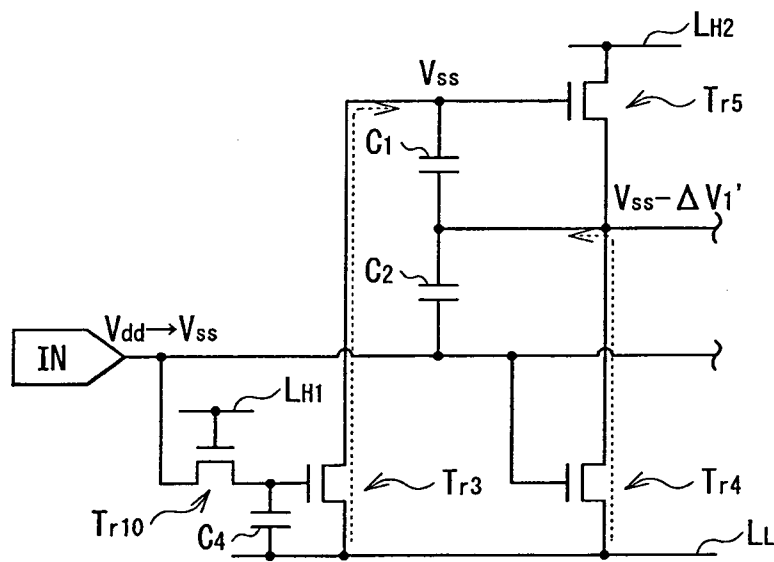 LH2
Vss
Tr5
C1
Vss-ΔV1'
C2
Vdd→Vss
IN
LH1
Tr3
Tr4
Tr10
C4
LL